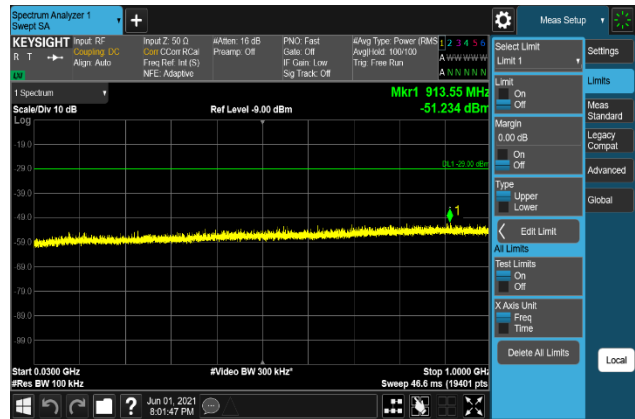 Spectrum Analyzer 1
Swept SA
Meas Setup
KEYSIGHT
R T
LW
Input: RF
Coupling: DC
Align: Auto
Input Z: 50 Ω
Corr CCorr RCal
Freq Ref: Int (S)
NFE: Adaptive
#Atten: 16 dB
Preamp: Off
PNO: Fast
Gate: Off
IF Gain: Low
Sig Track: Off
#Avg Type: Power (RMS
Avg|Hold: 100/100
Trig: Free Run
1 2 3 4 5 6
A WW WW W
A N N N N N
1 Spectrum
Scale/Div 10 dB
Log
Ref Level -9.00 dBm
Mkr1 913.55 MHz
-51.234 dBm
-19.0
-29.0
-39.0
-49.0
-59.0
-69.0
-79.0
-89.0
-99.0
DL1 -29.00 dBm
1
Start 0.0300 GHz
#Res BW 100 kHz
#Video BW 300 kHz*
Stop 1.0000 GHz
Sweep 46.6 ms (19401 pts
?
Jun 01, 2021
8:01:47 PM
Select Limit
Limit 1
Limit
On
Off
Margin
0.00 dB
On
Off
Type
Upper
Lower
Edit Limit
All Limits
Test Limits
On
Off
X Axis Unit
Freq
Time
Delete All Limits
Settings
Limits
Meas
Standard
Legacy
Compat
Advanced
Global
Local